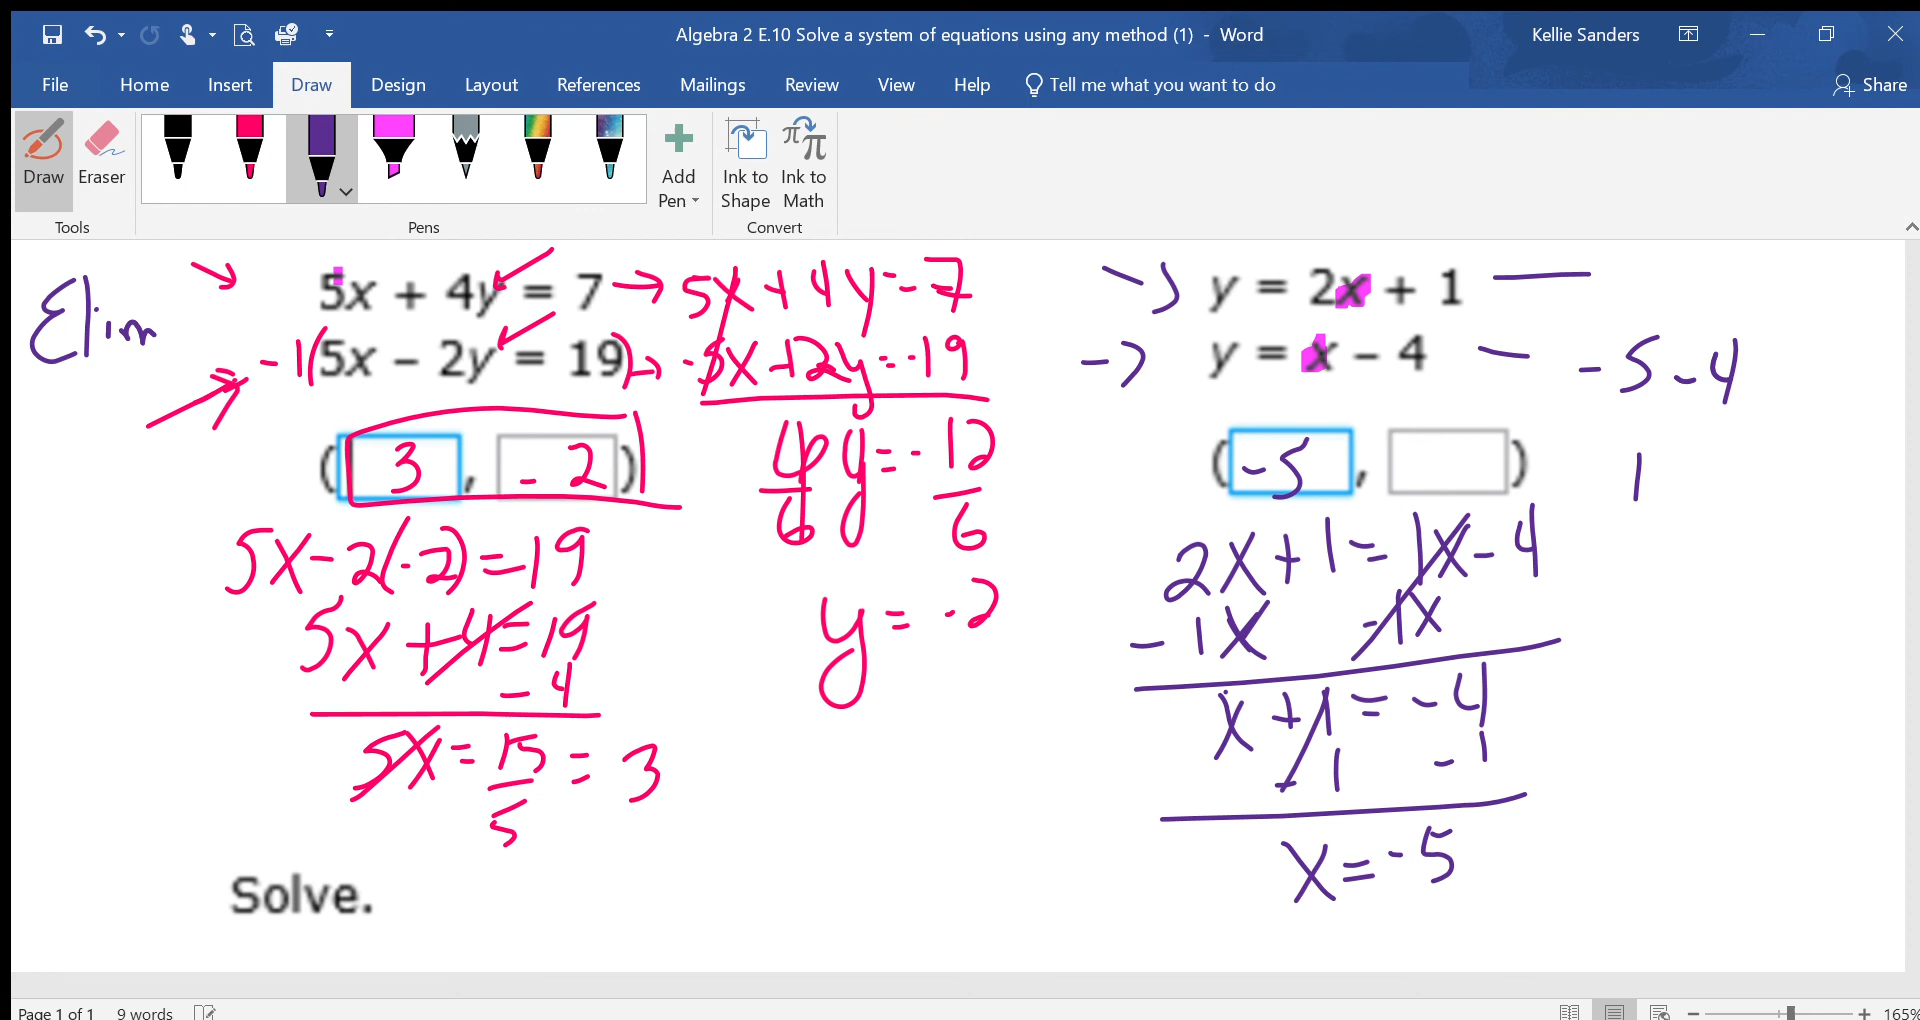 Algebra 2 E.10 Solve a system of equations using any method (1) - Word
Kellie Sanders
File Home Insert Draw Design Layout References Mailings Review View Help Tell me what you want to do Share
Draw Eraser Add Pen Ink to Shape Ink to Math
Tools Pens Convert
Elim
5x + 4y = 7 → 5x + 4y = 7
-1(5x − 2y = 19) → -5x + 2y = -19
(3, -2)
6y = -12
6 6
y = -2
5x - 2(-2) = 19
5x + 4 = 19
- 4
5x = 15 = 3
5
→ y = 2x + 1 —
→ y = x − 4 — -5 - 4
(-5, )
1
2x + 1 = 1x - 4
- 1x - 1x
x + 1 = -4
- 1 - 1
x = -5
Solve.
Page 1 of 1 9 words 165%